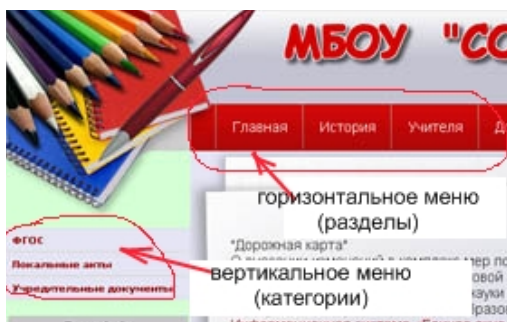 МБОУ "СО
Главная История Учителя Д
горизонтальное меню
(разделы)
ФГОС
Локальные акты
Учредительные документы
"Дорожная карта"
вертикальное меню
(категории)